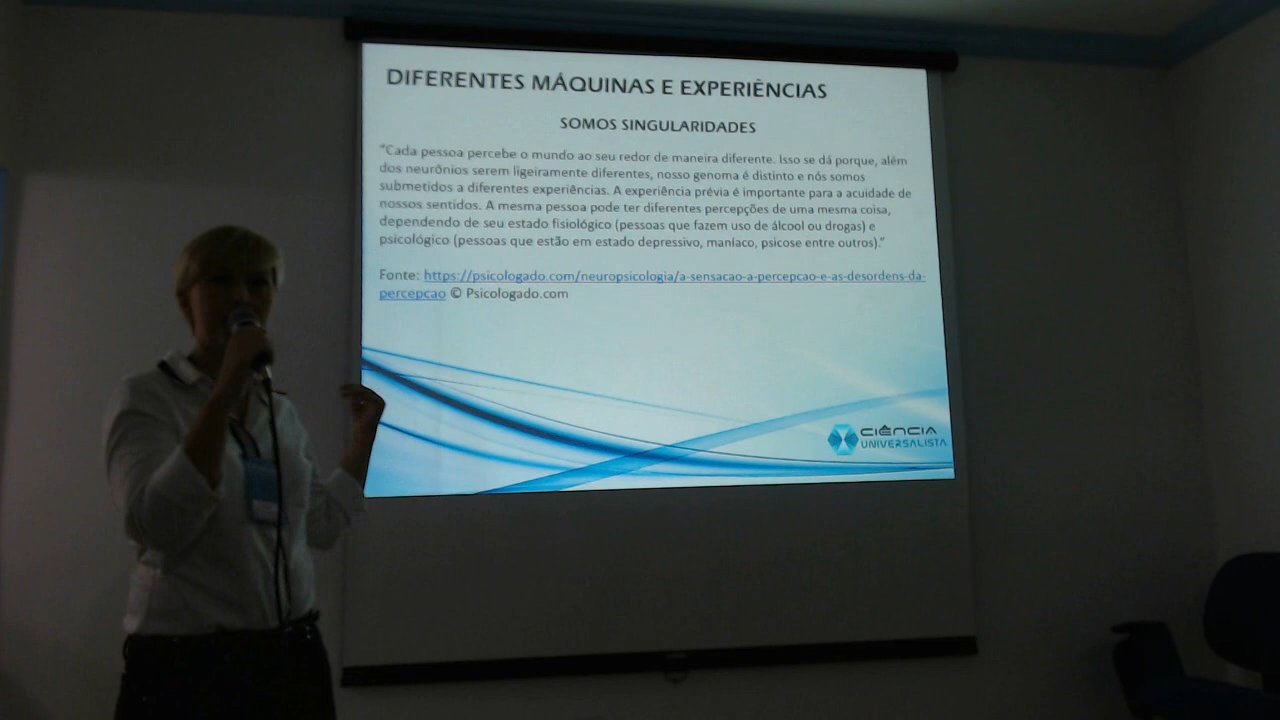 DIFERENTES MÁQUINAS E EXPERIÊNCIAS
SOMOS SINGULARIDADES
"Cada pessoa percebe o mundo ao seu redor de maneira diferente. Isso se dá porque, além
dos neurônios serem ligeiramente diferentes, nosso genoma é distinto e nós somos
submetidos a diferentes experiências. A experiência prévia é importante para a acuidade de
nossos sentidos. A mesma pessoa pode ter diferentes percepções de uma mesma coisa,
dependendo de seu estado fisiológico (pessoas que fazem uso de álcool ou drogas) e
psicológico (pessoas que estão em estado depressivo, maníaco, psicose entre outros)."
Fonte: https://psicologado.com/neuropsicologia/a-sensacao-a-percepcao-e-as-desordens-da-
percepcao © Psicologado.com
CIÊNCIA
UNIVERSALISTA